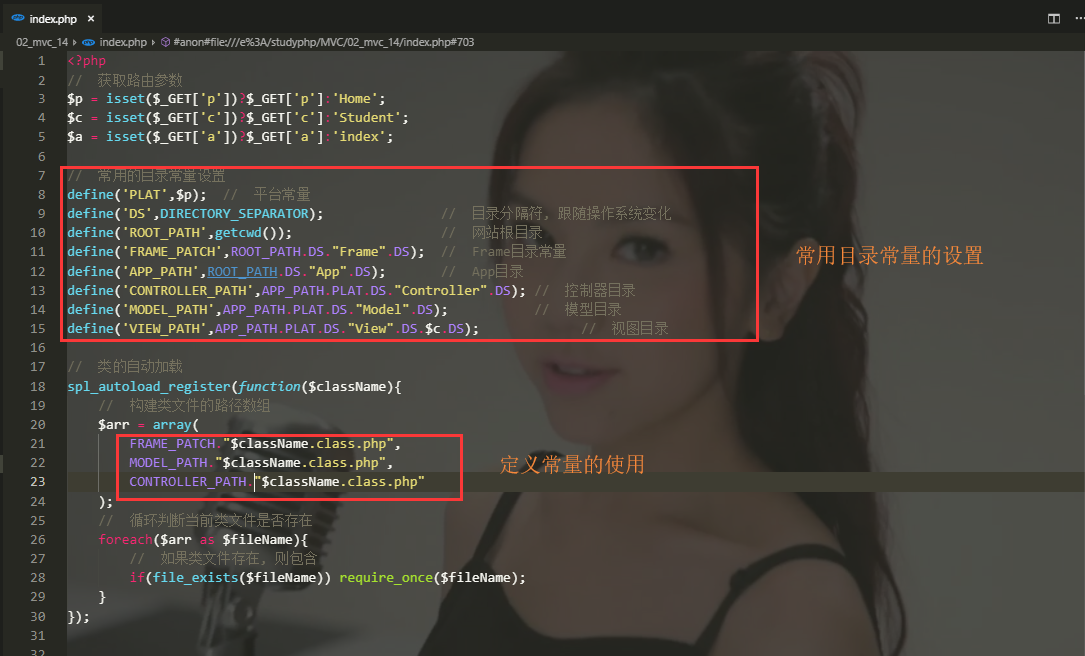 index.php ×
02_mvc_14 › index.php › #anon#file:///e%3A/studyphp/MVC/02_mvc_14/index.php#703
1 <?php
2 // 获取路由参数
3 $p = isset($_GET['p'])?$_GET['p']:'Home';
4 $c = isset($_GET['c'])?$_GET['c']:'Student';
5 $a = isset($_GET['a'])?$_GET['a']:'index';
6
7 // 常用的目录常量设置
8 define('PLAT',$p); // 平台常量
9 define('DS',DIRECTORY_SEPARATOR); // 目录分隔符，跟随操作系统变化
10 define('ROOT_PATH',getcwd()); // 网站根目录
11 define('FRAME_PATCH',ROOT_PATH.DS."Frame".DS); // Frame目录常量
12 define('APP_PATH',ROOT_PATH.DS."App".DS); // App目录
13 define('CONTROLLER_PATH',APP_PATH.PLAT.DS."Controller".DS); // 控制器目录
14 define('MODEL_PATH',APP_PATH.PLAT.DS."Model".DS); // 模型目录
15 define('VIEW_PATH',APP_PATH.PLAT.DS."View".DS.$c.DS); // 视图目录
常用目录常量的设置
16
17 // 类的自动加载
18 spl_autoload_register(function($className){
19 // 构建类文件的路径数组
20 $arr = array(
21 FRAME_PATCH."$className.class.php",
22 MODEL_PATH."$className.class.php",
23 CONTROLLER_PATH."$className.class.php"
定义常量的使用
24 );
25 // 循环判断当前类文件是否存在
26 foreach($arr as $fileName){
27 // 如果类文件存在，则包含
28 if(file_exists($fileName)) require_once($fileName);
29 }
30 });
31
32